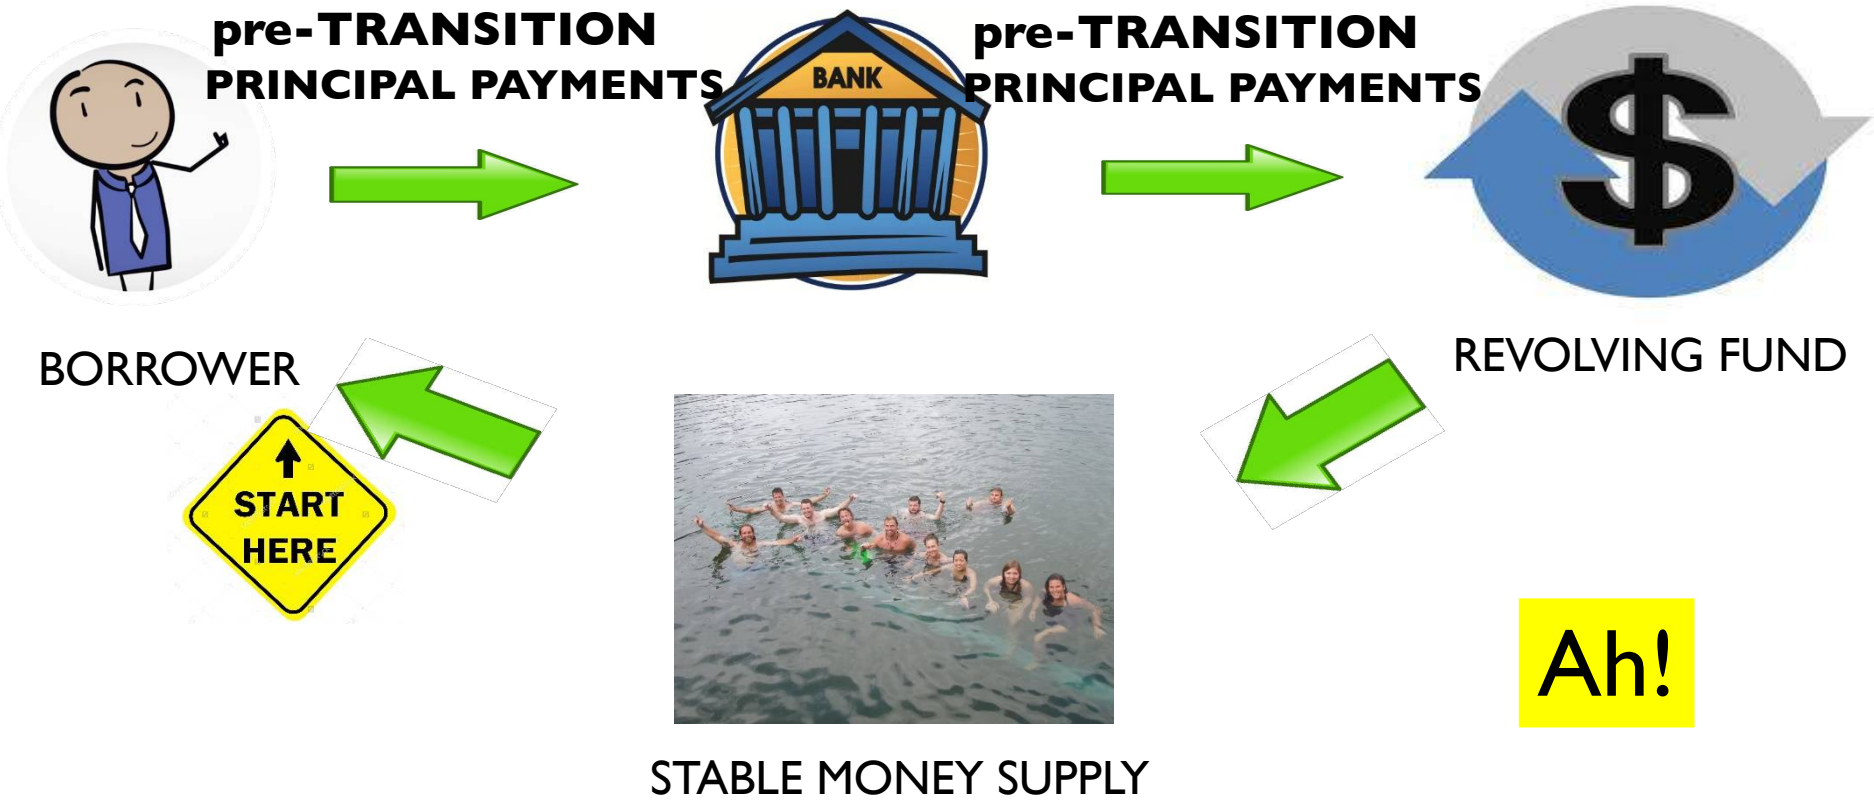 pre-TRANSITION
PRINCIPAL PAYMENTS
BANK
pre-TRANSITION
PRINCIPAL PAYMENTS
$
BORROWER
REVOLVING FUND
START
HERE
Ah!
STABLE MONEY SUPPLY